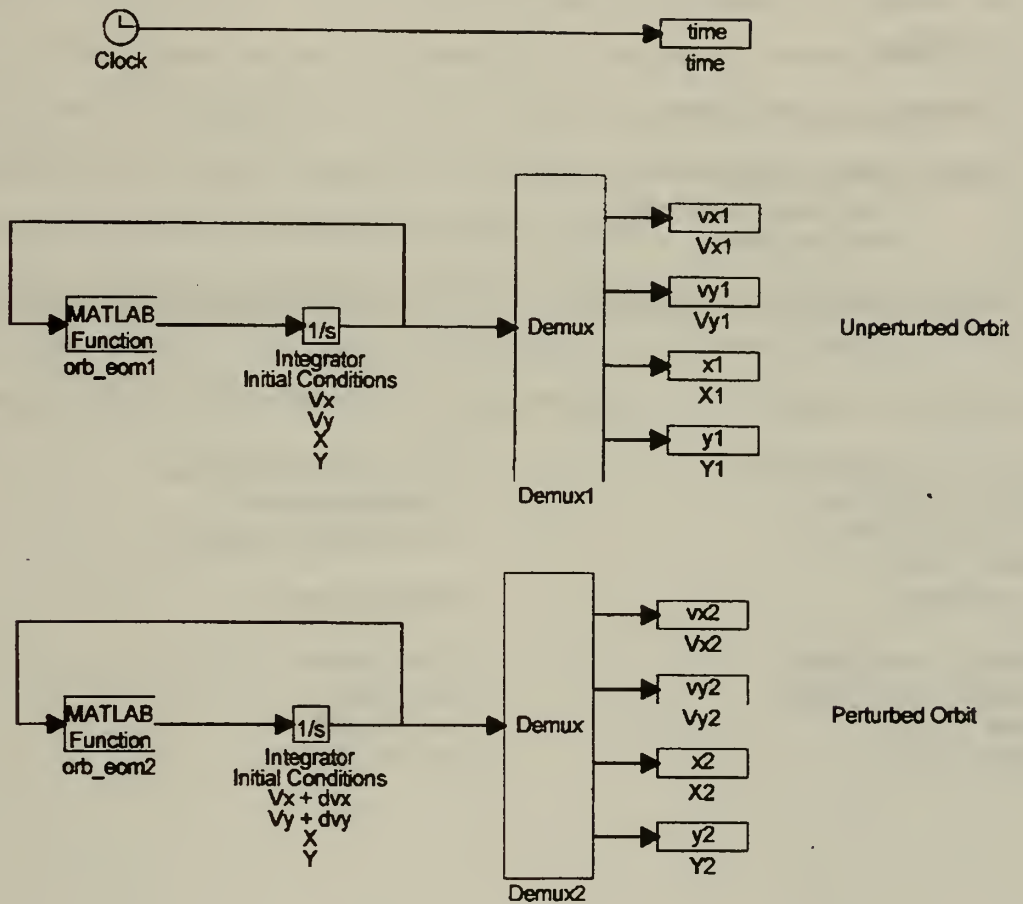 time
Clock
time
vx1
Vx1
vy1
Vy1
MATLAB
Function
orb_eom1
1/s
Integrator
Initial Conditions
Vx
Vy
X
Y
Demux
Unperturbed Orbit
x1
X1
y1
Y1
Demux1
vx2
Vx2
vy2
Vy2
MATLAB
Function
orb_eom2
1/s
Integrator
Initial Conditions
Vx + dvx
Vy + dvy
X
Y
Demux
Perturbed Orbit
x2
X2
y2
Y2
Demux2